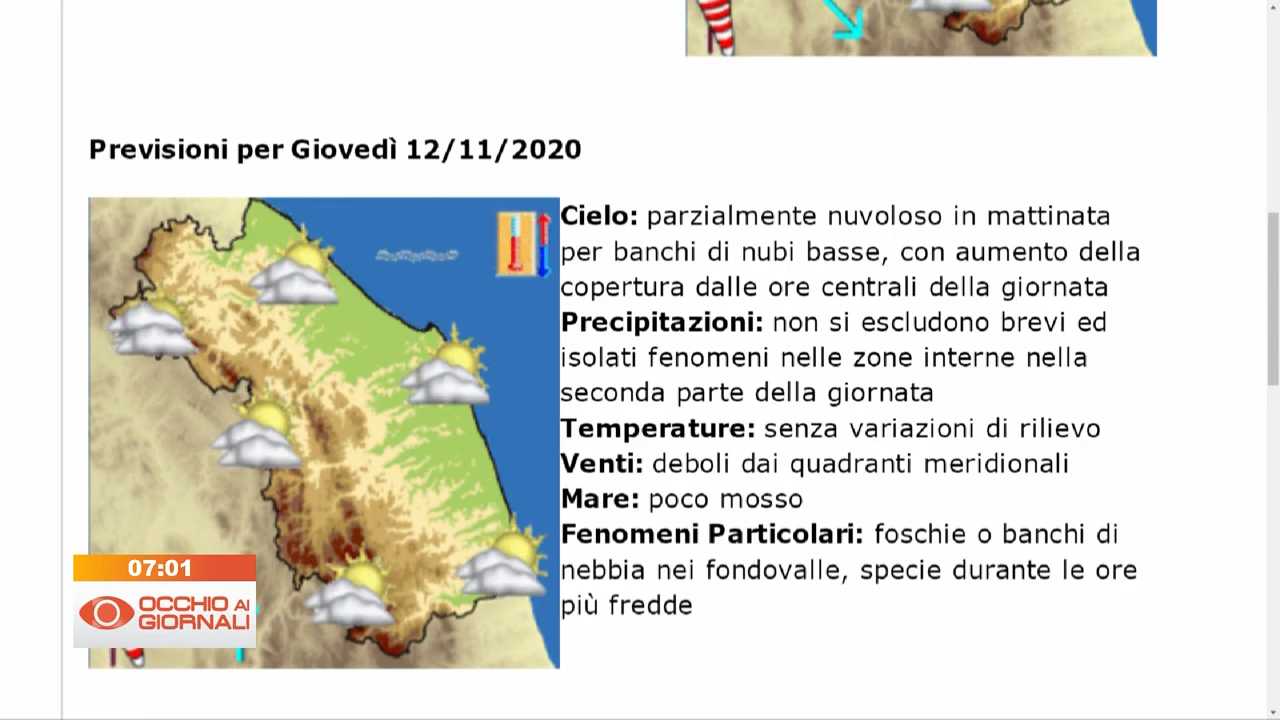 Previsioni per Giovedì 12/11/2020
Cielo: parzialmente nuvoloso in mattinata
per banchi di nubi basse, con aumento della
copertura dalle ore centrali della giornata
Precipitazioni: non si escludono brevi ed
isolati fenomeni nelle zone interne nella
seconda parte della giornata
Temperature: senza variazioni di rilievo
Venti: deboli dai quadranti meridionali
Mare: poco mosso
Fenomeni Particolari: foschie o banchi di
nebbia nei fondovalle, specie durante le ore
più fredde
07:01
OCCHIO AI
GIORNALI